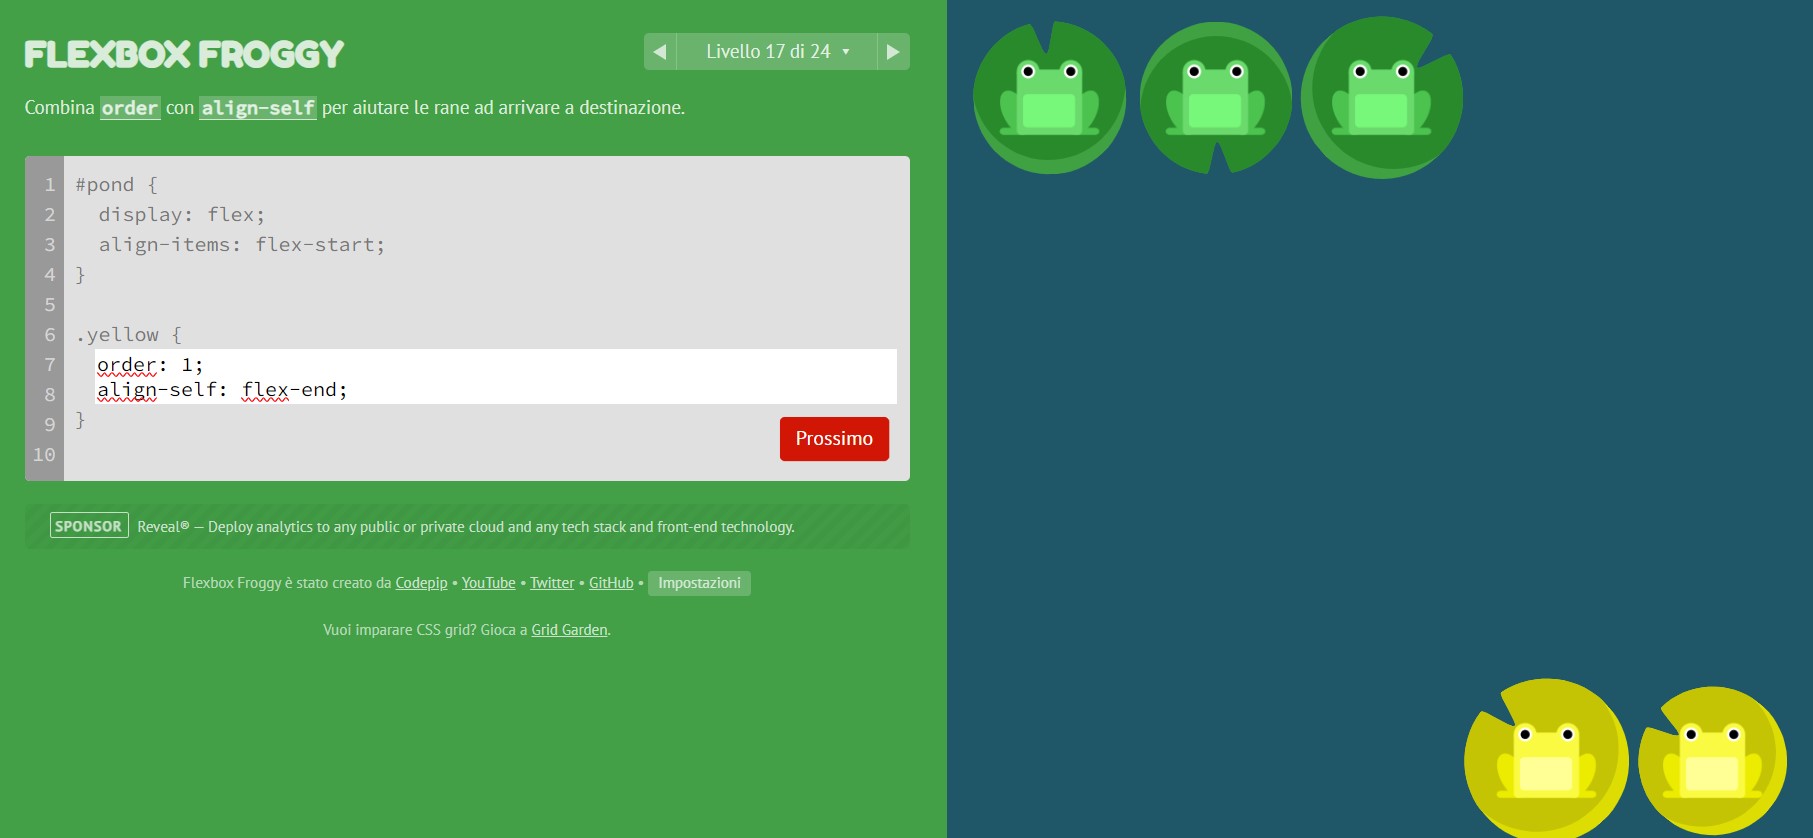 FLEXBOX FROGGY
Livello 17 di 24
Combina order con align-self per aiutare le rane ad arrivare a destinazione.
1 #pond {
2 display: flex;
3 align-items: flex-start;
4 }
5
6 .yellow {
7 order: 1;
8 align-self: flex-end;
9 }
10
Prossimo
SPONSOR Reveal® — Deploy analytics to any public or private cloud and any tech stack and front-end technology.
Flexbox Froggy è stato creato da Codepip • YouTube • Twitter • GitHub • Impostazioni
Vuoi imparare CSS grid? Gioca a Grid Garden.